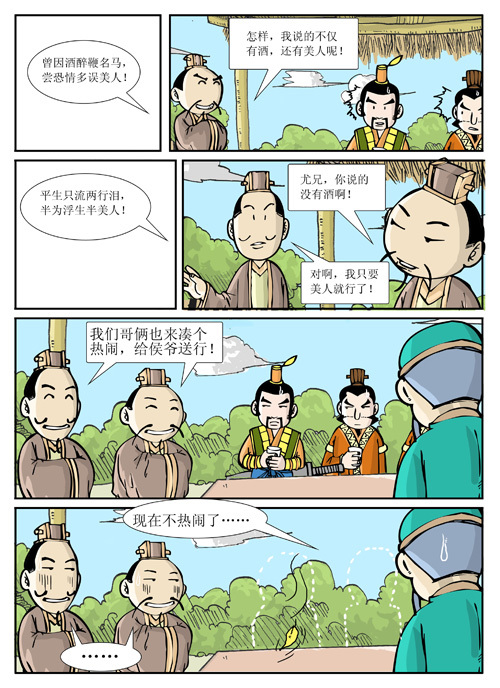 曾因酒醉鞭名马，
尝恐情多误美人！
怎样，我说的不仅
有酒，还有美人呢！
平生只流两行泪，
半为浮生半美人！
尤兄，你说的
没有酒啊！
对啊，我只要
美人就行了！
我们哥俩也来凑个
热闹，给侯爷送行！
现在不热闹了……
……